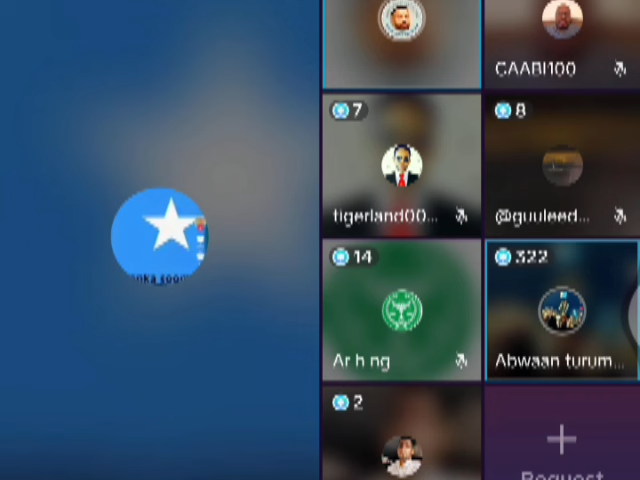 CAABI100
7
8
tigerland00...
@guuleed...
14
322
Ar h ng
Abwaan turum...
2
+
Request